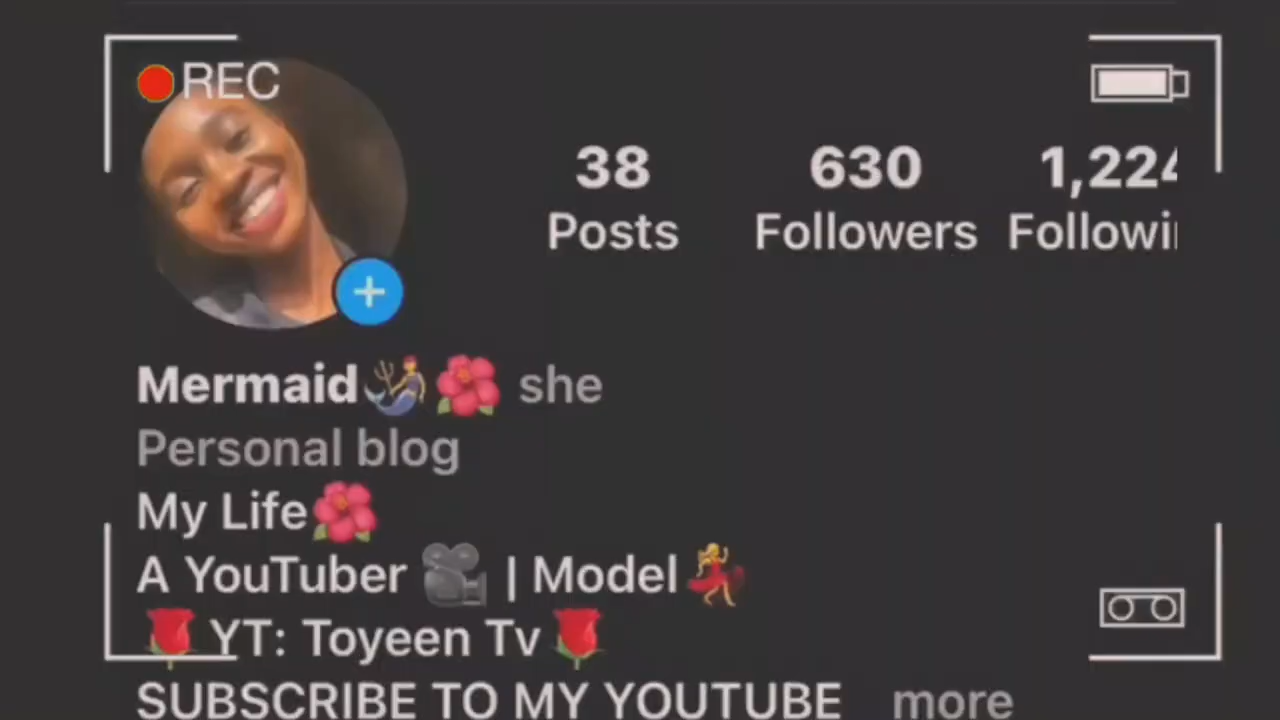 REC
38 630 1,224
Posts Followers Followi
Mermaid🧜‍♀️🌺 she
Personal blog
My Life🌺
A YouTuber 🎥 | Model💃
🌹 YT: Toyeen Tv🌹
SUBSCRIBE TO MY YOUTUBE more